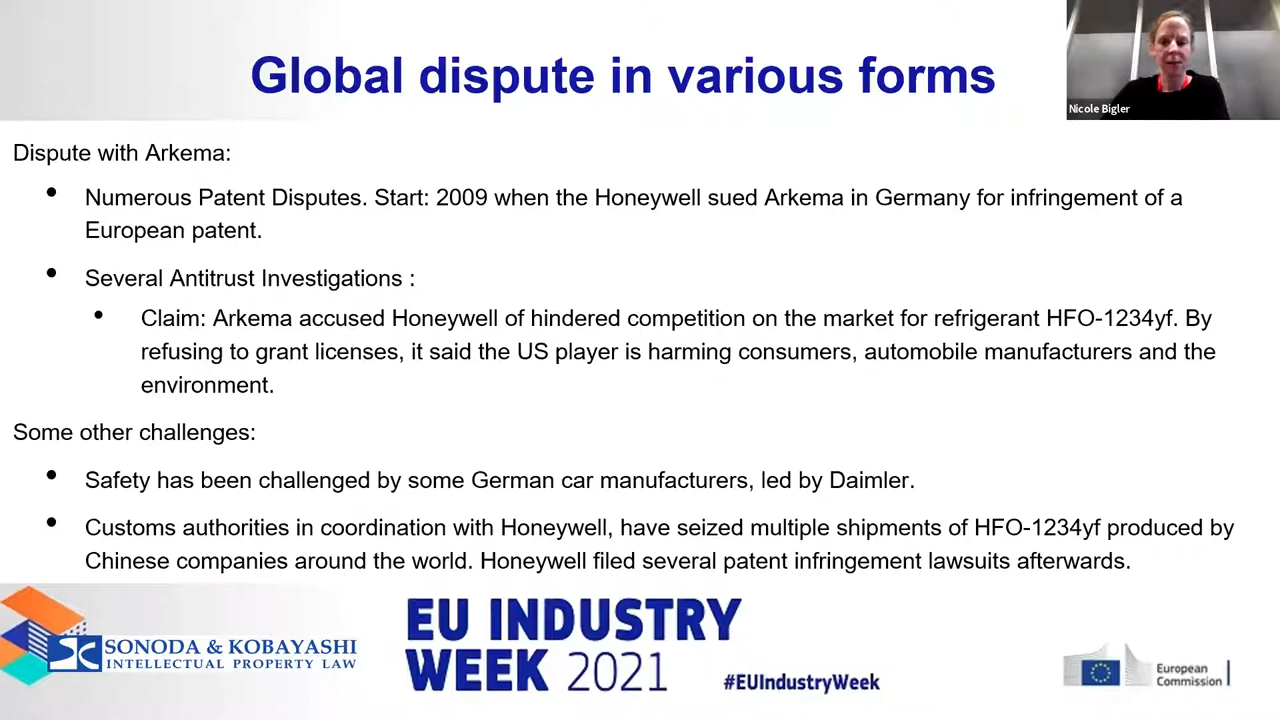 Global dispute in various forms
Nicole Bigler
Dispute with Arkema:
• Numerous Patent Disputes. Start: 2009 when the Honeywell sued Arkema in Germany for infringement of a
European patent.
• Several Antitrust Investigations :
• Claim: Arkema accused Honeywell of hindered competition on the market for refrigerant HFO-1234yf. By
refusing to grant licenses, it said the US player is harming consumers, automobile manufacturers and the
environment.
Some other challenges:
• Safety has been challenged by some German car manufacturers, led by Daimler.
• Customs authorities in coordination with Honeywell, have seized multiple shipments of HFO-1234yf produced by
Chinese companies around the world. Honeywell filed several patent infringement lawsuits afterwards.
SONODA & KOBAYASHI
INTELLECTUAL PROPERTY LAW
EU INDUSTRY
WEEK 2021
#EUIndustryWeek
European
Commission